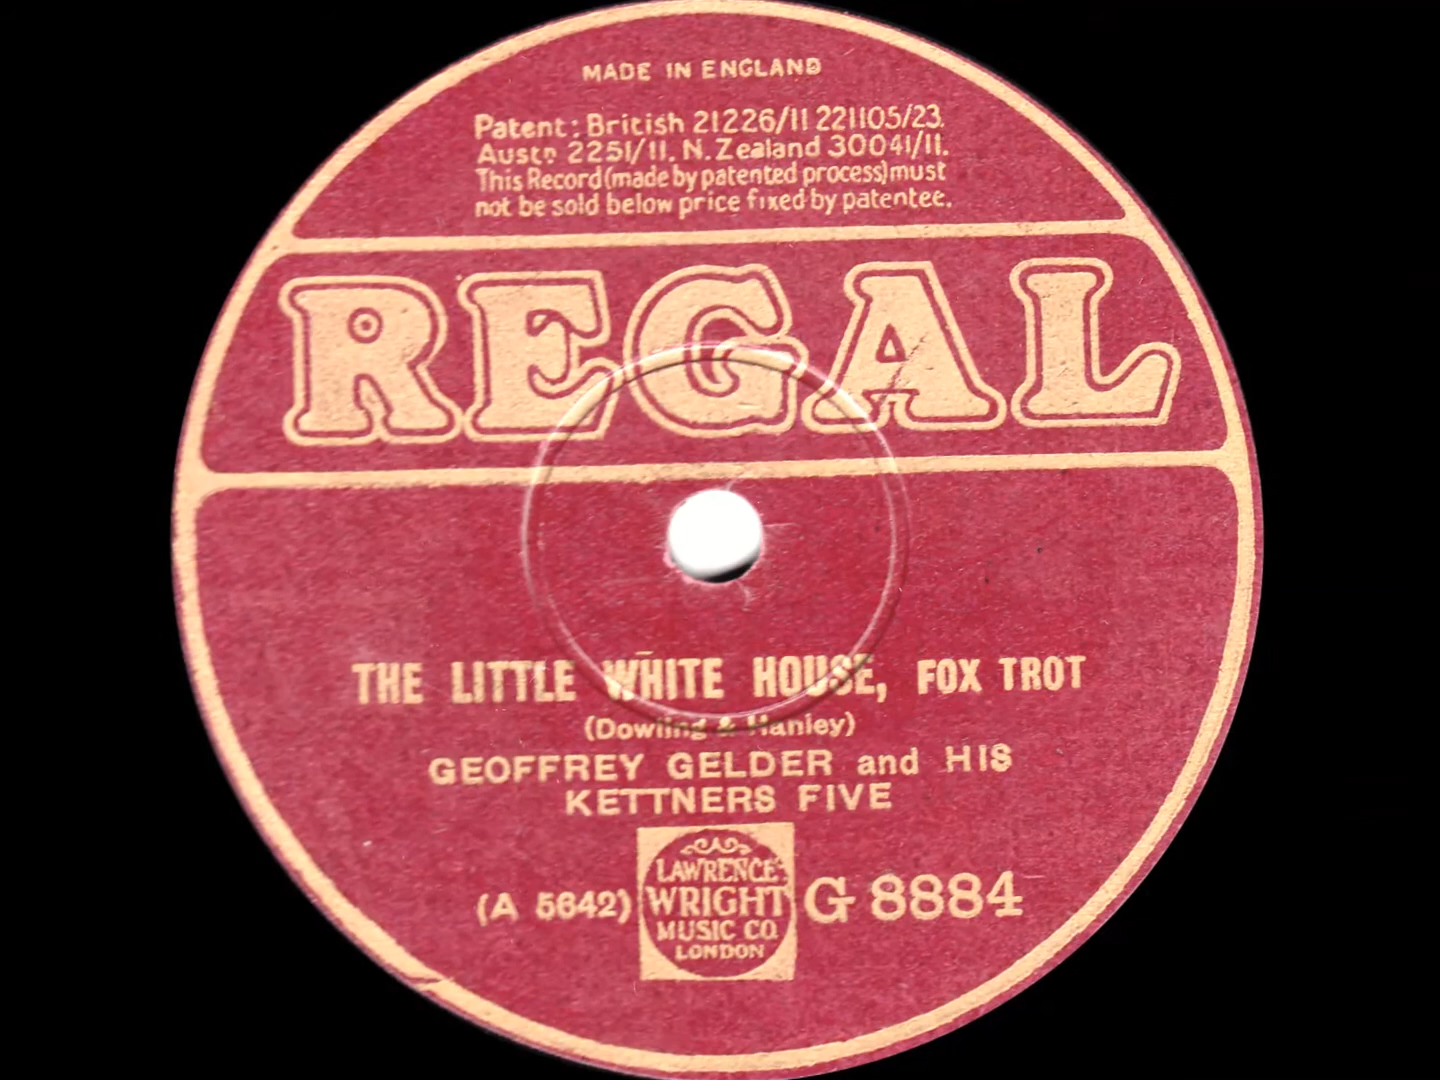 MADE IN ENGLAND
Patent: British 21226/11 221105/23.
Austn 2251/11. N.Zealand 30041/11.
This Record (made by patented process) must
not be sold below price fixed by patentee.
REGAL
THE LITTLE WHITE HOUSE, FOX TROT
(Dowling & Hanley)
GEOFFREY GELDER and HIS
KETTNERS FIVE
(A 5642)
LAWRENCE
WRIGHT
MUSIC CO.
LONDON
G 8884